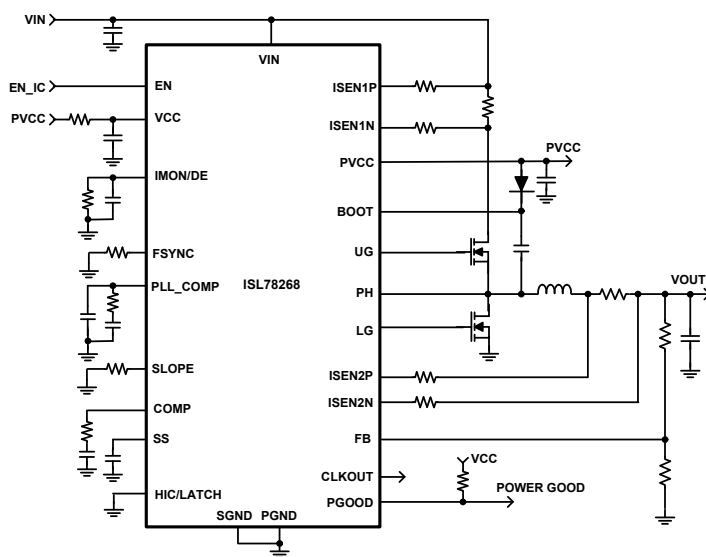 VIN
VIN
EN_IC
EN
ISEN1P
PVCC
VCC
ISEN1N
PVCC
PVCC
IMON/DE
BOOT
FSYNC
UG
ISL78268
PLL_COMP
PH
VOUT
LG
SLOPE
ISEN2P
COMP
ISEN2N
SS
FB
VCC
CLKOUT
HIC/LATCH
PGOOD
POWER GOOD
SGND
PGND